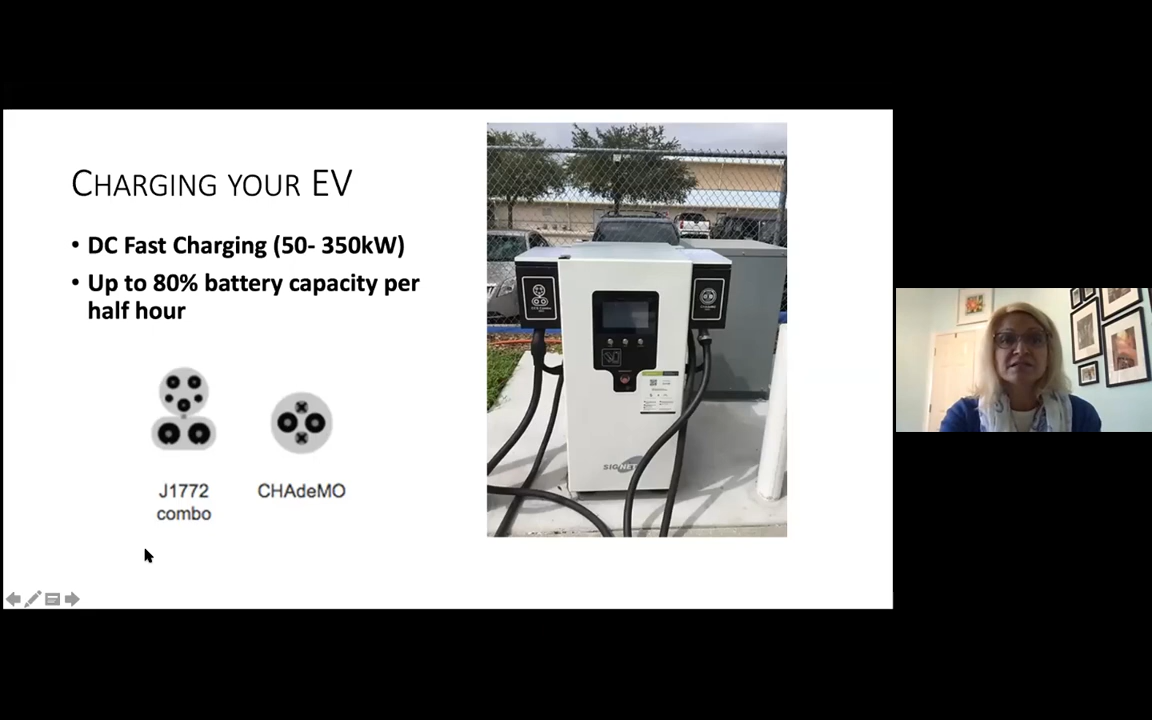 CHARGING YOUR EV
• DC Fast Charging (50- 350kW)
• Up to 80% battery capacity per
half hour
J1772
combo
CHAdeMO
SIGNET